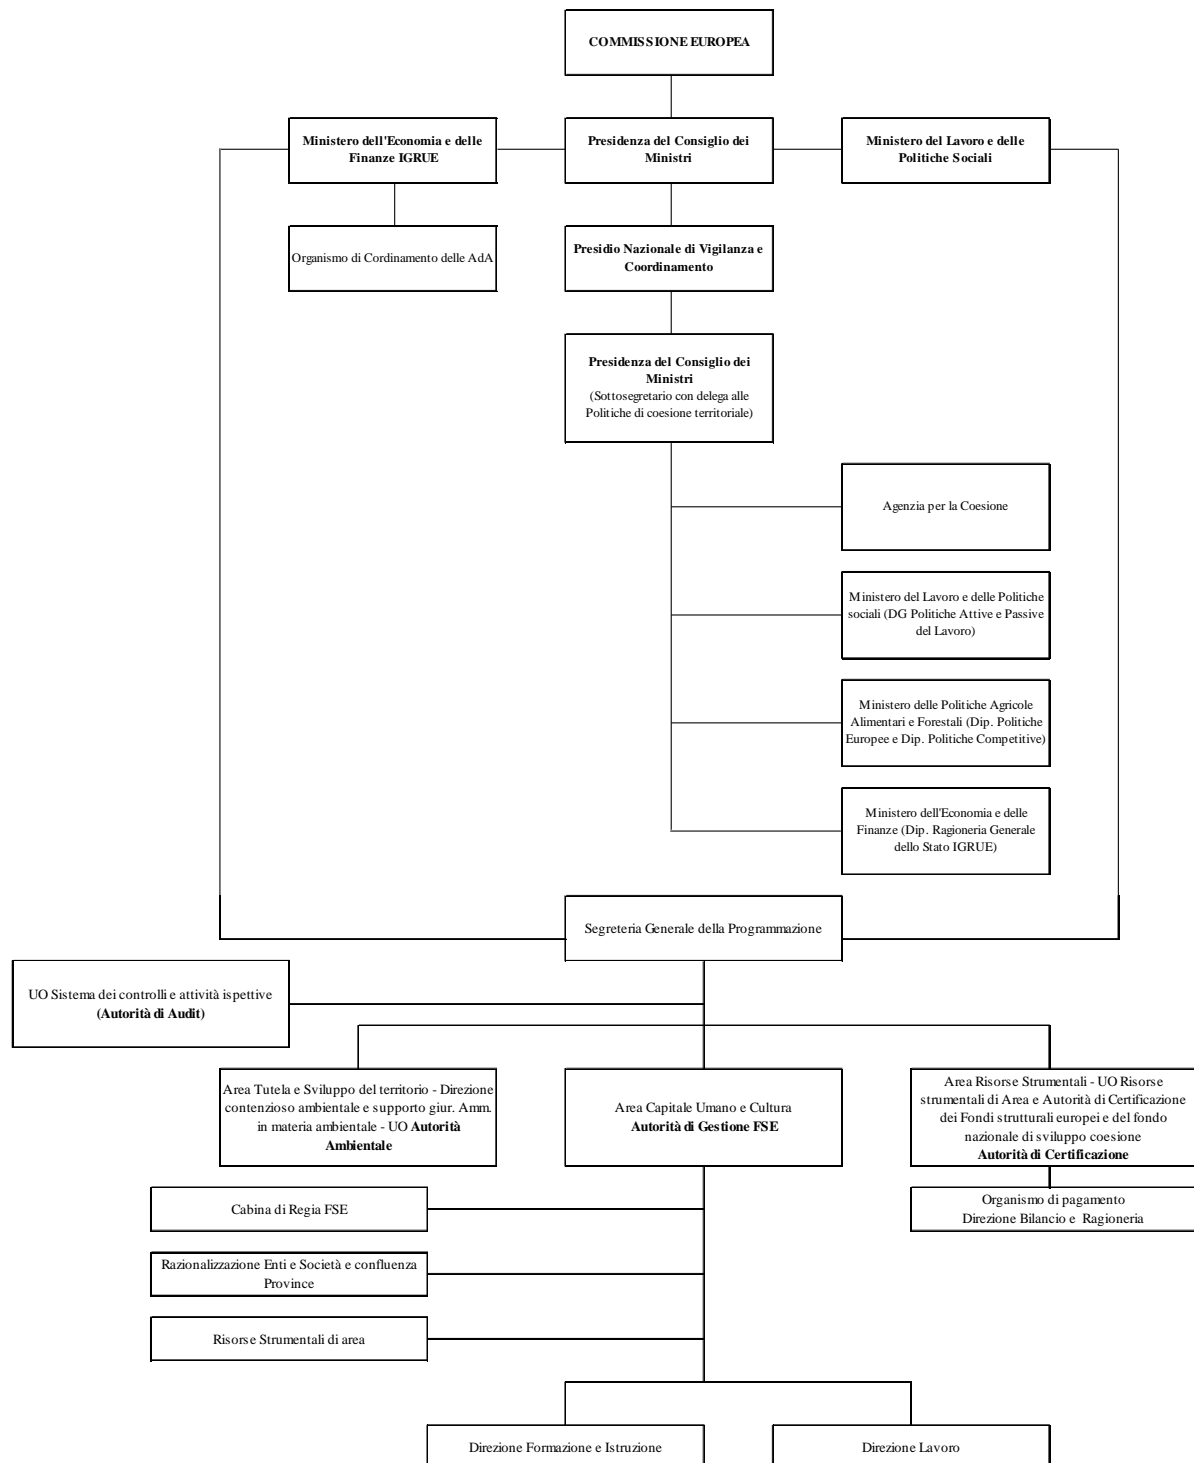 COMMISSIONE EUROPEA
Ministero dell'Economia e delle
Finanze IGRUE
Presidenza del Consiglio dei
Ministri
Ministero del Lavoro e delle
Politiche Sociali
Organismo di Cordinamento delle AdA
Presidio Nazionale di Vigilanza e
Coordinamento
Presidenza del Consiglio dei
Ministri
(Sottosegretario con delega alle
Politiche di coesione territoriale)
Agenzia per la Coesione
Ministero del Lavoro e delle Politiche
sociali (DG Politiche Attive e Passive
del Lavoro)
Ministero delle Politiche Agricole
Alimentari e Forestali (Dip. Politiche
Europee e Dip. Politiche Competitive)
Ministero dell'Economia e delle
Finanze (Dip. Ragioneria Generale
dello Stato IGRUE)
Segreteria Generale della Programmazione
UO Sistema dei controlli e attività ispettive
(Autorità di Audit)
Area Tutela e Sviluppo del territorio - Direzione
contenzioso ambientale e supporto giur. Amm.
in materia ambientale - UO Autorità
Ambientale
Area Capitale Umano e Cultura
Autorità di Gestione FSE
Area Risorse Strumentali - UO Risorse
strumentali di Area e Autorità di Certificazione
dei Fondi strutturali europei e del fondo
nazionale di sviluppo coesione
Autorità di Certificazione
Organismo di pagamento
Direzione Bilancio e Ragioneria
Cabina di Regia FSE
Razionalizzazione Enti e Società e confluenza
Province
Risorse Strumentali di area
Direzione Formazione e Istruzione
Direzione Lavoro